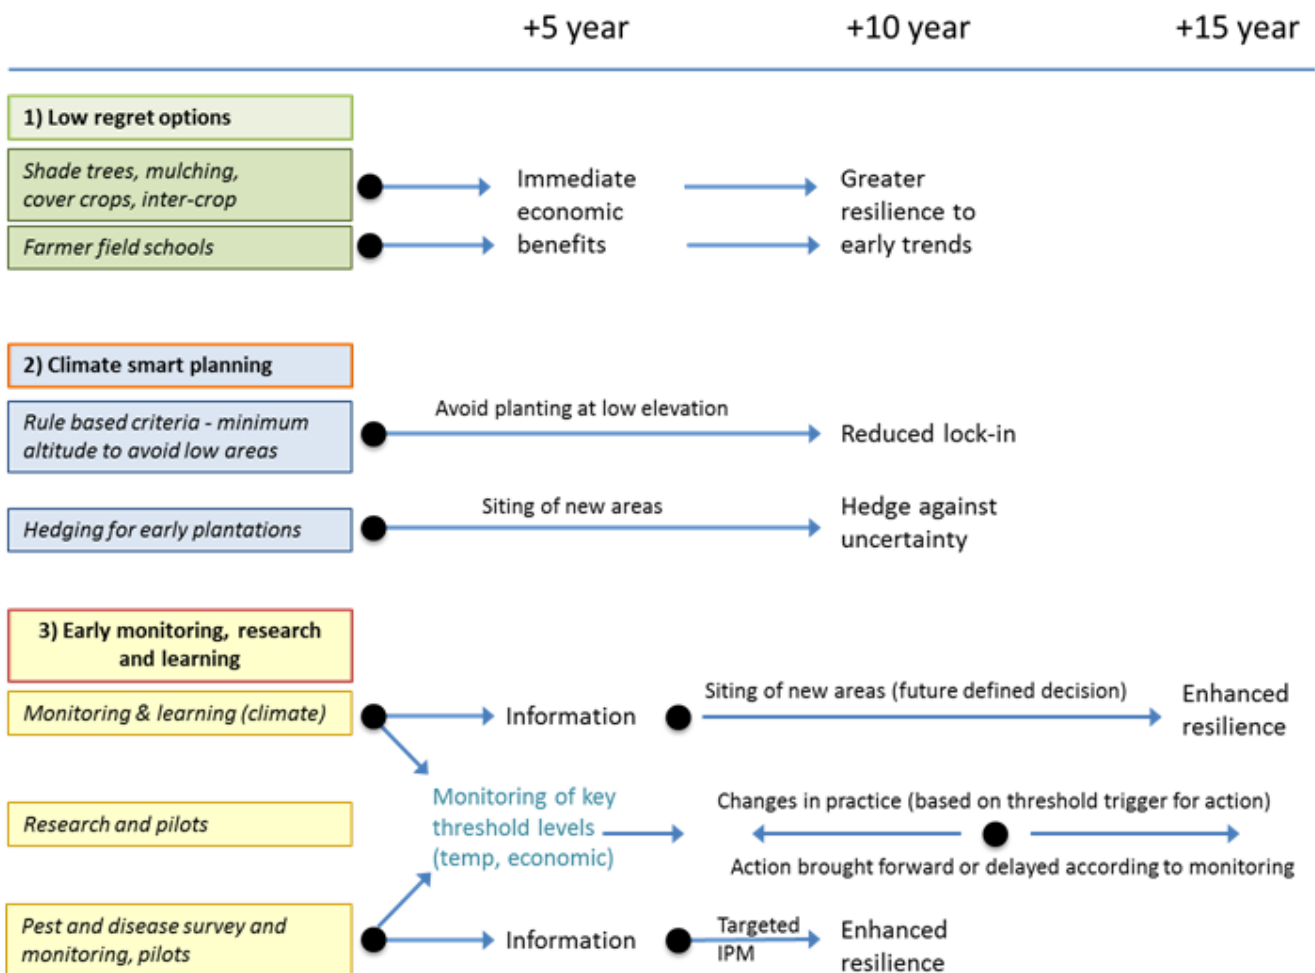 +5 year
+10 year
+15 year
1) Low regret options
Shade trees, mulching,
cover crops, inter-crop
Farmer field schools
Immediate
economic
benefits
Greater
resilience to
early trends
2) Climate smart planning
Rule based criteria - minimum
altitude to avoid low areas
Avoid planting at low elevation
Reduced lock-in
Hedging for early plantations
Siting of new areas
Hedge against
uncertainty
3) Early monitoring, research
and learning
Monitoring & learning (climate)
Information
Siting of new areas (future defined decision)
Enhanced
resilience
Research and pilots
Monitoring of key
threshold levels
(temp, economic)
Changes in practice (based on threshold trigger for action)
Action brought forward or delayed according to monitoring
Pest and disease survey and
monitoring, pilots
Information
Targeted
IPM
Enhanced
resilience